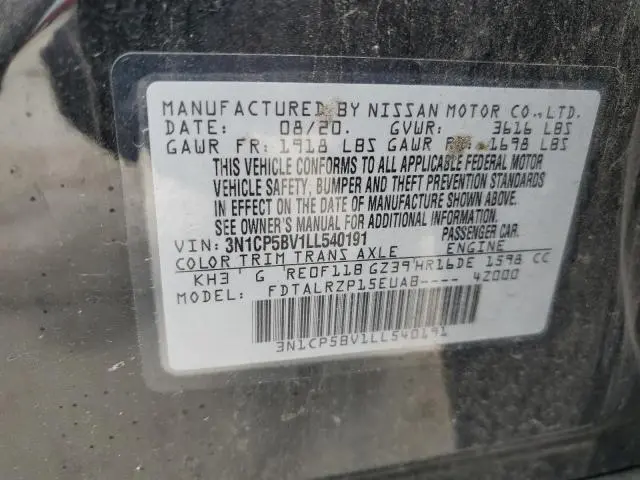 MANUFACTURED BY NISSAN MOTOR CO.,LTD.
DATE: 08/20. GVWR: 3616 LBS
GAWR FR: 1918 LBS GAWR 1698 LBS
THIS VEHICLE CONFORMS TO ALL APPLICABLE FEDERAL MOTOR
VEHICLE SAFETY, BUMPER AND THEFT PREVENTION STANDARDS
IN EFFECT ON THE DATE OF MANUFACTURE SHOWN ABOVE.
SEE OWNER'S MANUAL FOR ADDITIONAL INFORMATION.
VIN: 3N1CP5BV1LL540191 PASSENGER CAR.
COLOR TRIM TRANS AXLE ENGINE
KH3 G RE0F11B GZ39 HR16DE 1598 CC
MODEL: FDTALRZP15EUAB---- 4Z000
3N1CP5BV1LL540191